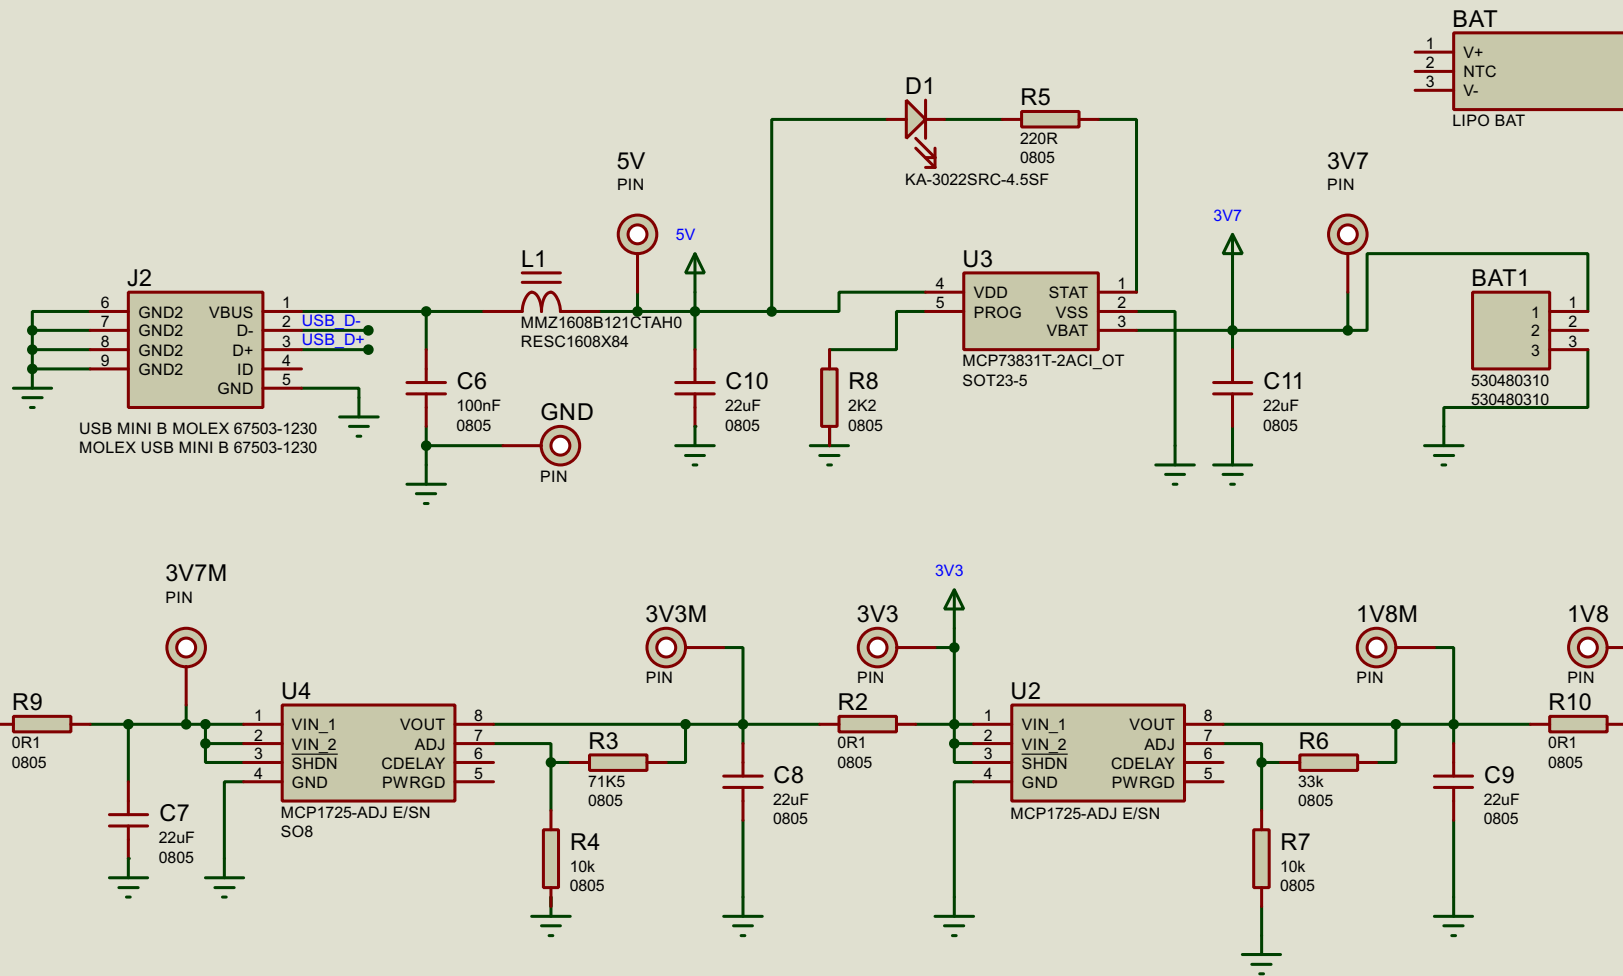 BAT
1 V+
2 NTC
3 V-
LIPO BAT
D1
R5
220R
0805
KA-3022SRC-4.5SF
5V
PIN
5V
3V7
PIN
3V7
J2
6 GND2 VBUS 1
7 GND2 D- 2 USB_D-
8 GND2 D+ 3 USB_D+
9 GND2 ID 4
GND 5
USB MINI B MOLEX 67503-1230
MOLEX USB MINI B 67503-1230
L1
MMZ1608B121CTAH0
RESC1608X84
C6
100nF
0805
GND
PIN
C10
22uF
0805
U3
4 VDD STAT 1
5 PROG VSS 2
VBAT 3
MCP73831T-2ACI_OT
SOT23-5
R8
2K2
0805
C11
22uF
0805
BAT1
1 1
2 2
3 3
530480310
530480310
3V7M
PIN
R9
0R1
0805
C7
22uF
0805
U4
1 VIN_1 VOUT 8
2 VIN_2 ADJ 7
3 SHDN CDELAY 6
4 GND PWRGD 5
MCP1725-ADJ E/SN
SO8
R3
71K5
0805
R4
10k
0805
3V3M
PIN
C8
22uF
0805
R2
0R1
0805
3V3
PIN
3V3
U2
1 VIN_1 VOUT 8
2 VIN_2 ADJ 7
3 SHDN CDELAY 6
4 GND PWRGD 5
MCP1725-ADJ E/SN
R6
33k
0805
R7
10k
0805
1V8M
PIN
C9
22uF
0805
1V8
PIN
R10
0R1
0805